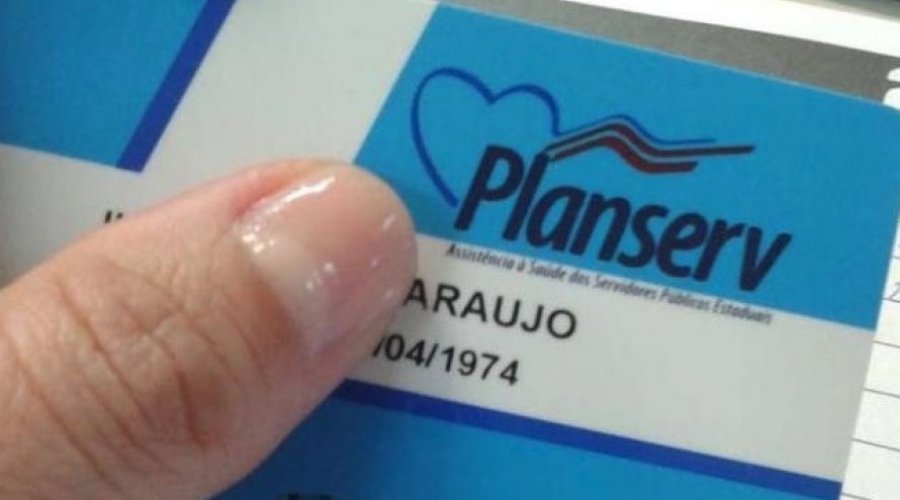 Planserv
Assistência à Saúde dos Servidores Públicos Estaduais
ARAUJO
/04/1974